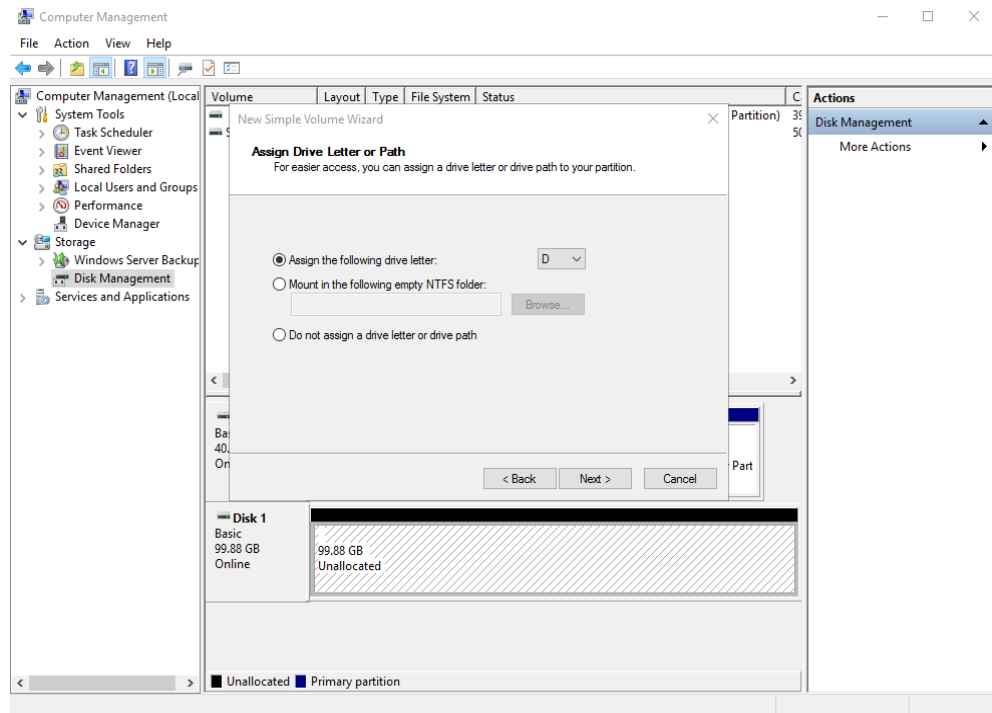 Computer Management
File Action View Help
Computer Management (Local
System Tools
Task Scheduler
Event Viewer
Shared Folders
Local Users and Groups
Performance
Device Manager
Storage
Windows Server Backup
Disk Management
Services and Applications
Volume Layout Type File System Status C
Partition) 39
S 50
New Simple Volume Wizard
Assign Drive Letter or Path
For easier access, you can assign a drive letter or drive path to your partition.
Assign the following drive letter: D
Mount in the following empty NTFS folder:
Browse...
Do not assign a drive letter or drive path
< Back Next > Cancel
Ba
40.
On
Part
Disk 1
Basic
99.88 GB
Online
99.88 GB
Unallocated
Unallocated Primary partition
Actions
Disk Management
More Actions